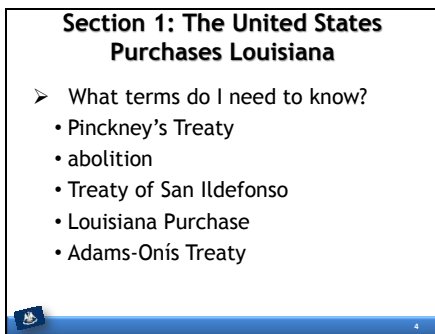 Section 1: The United States
Purchases Louisiana
➢ What terms do I need to know?
• Pinckney’s Treaty
• abolition
• Treaty of San Ildefonso
• Louisiana Purchase
• Adams-Onís Treaty
4